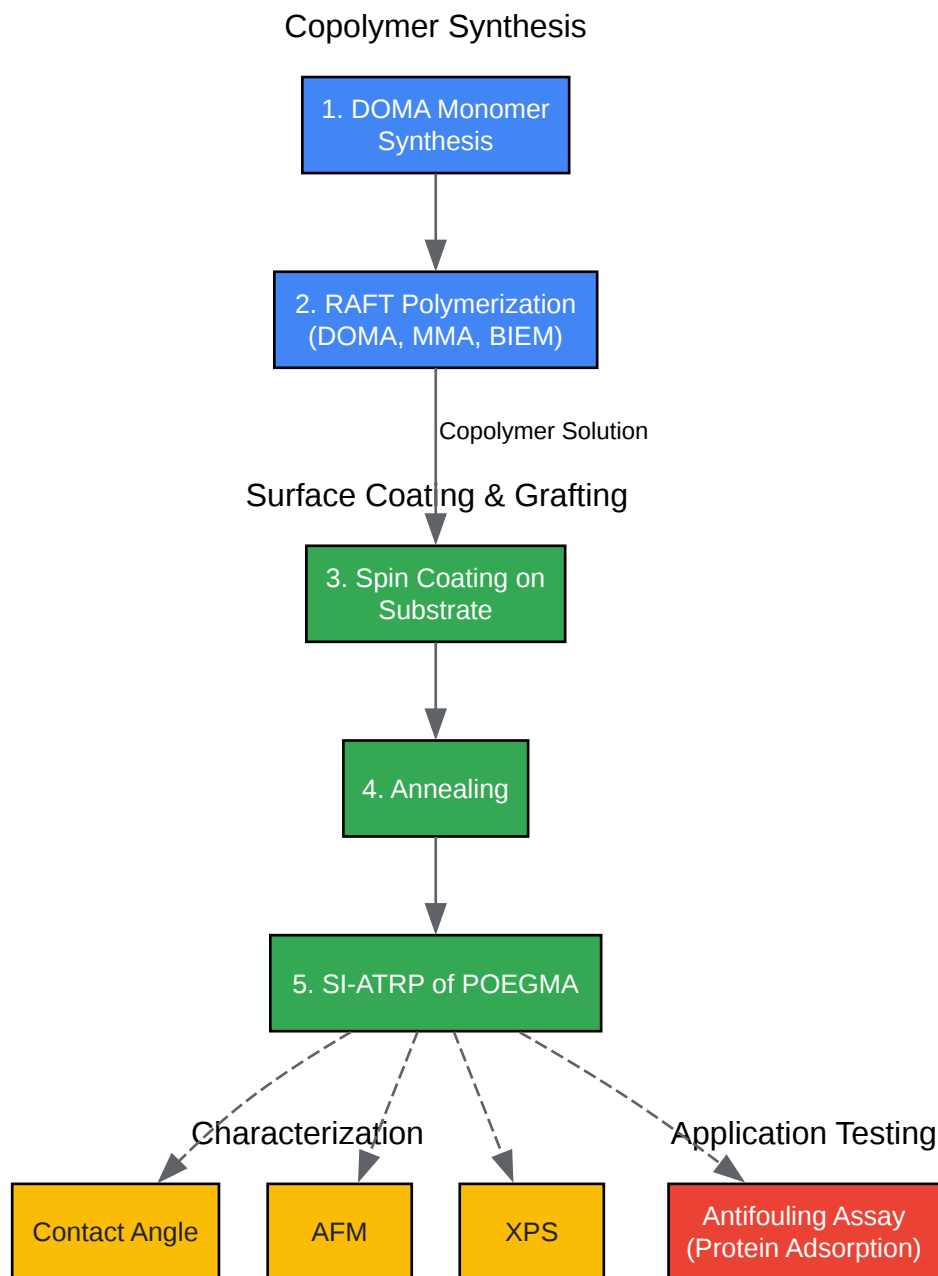 Copolymer Synthesis
1. DOMA Monomer
Synthesis
2. RAFT Polymerization
(DOMA, MMA, BIEM)
Copolymer Solution
Surface Coating & Grafting
3. Spin Coating on
Substrate
4. Annealing
5. SI-ATRP of POEGMA
Characterization
Application Testing
Contact Angle
AFM
XPS
Antifouling Assay
(Protein Adsorption)